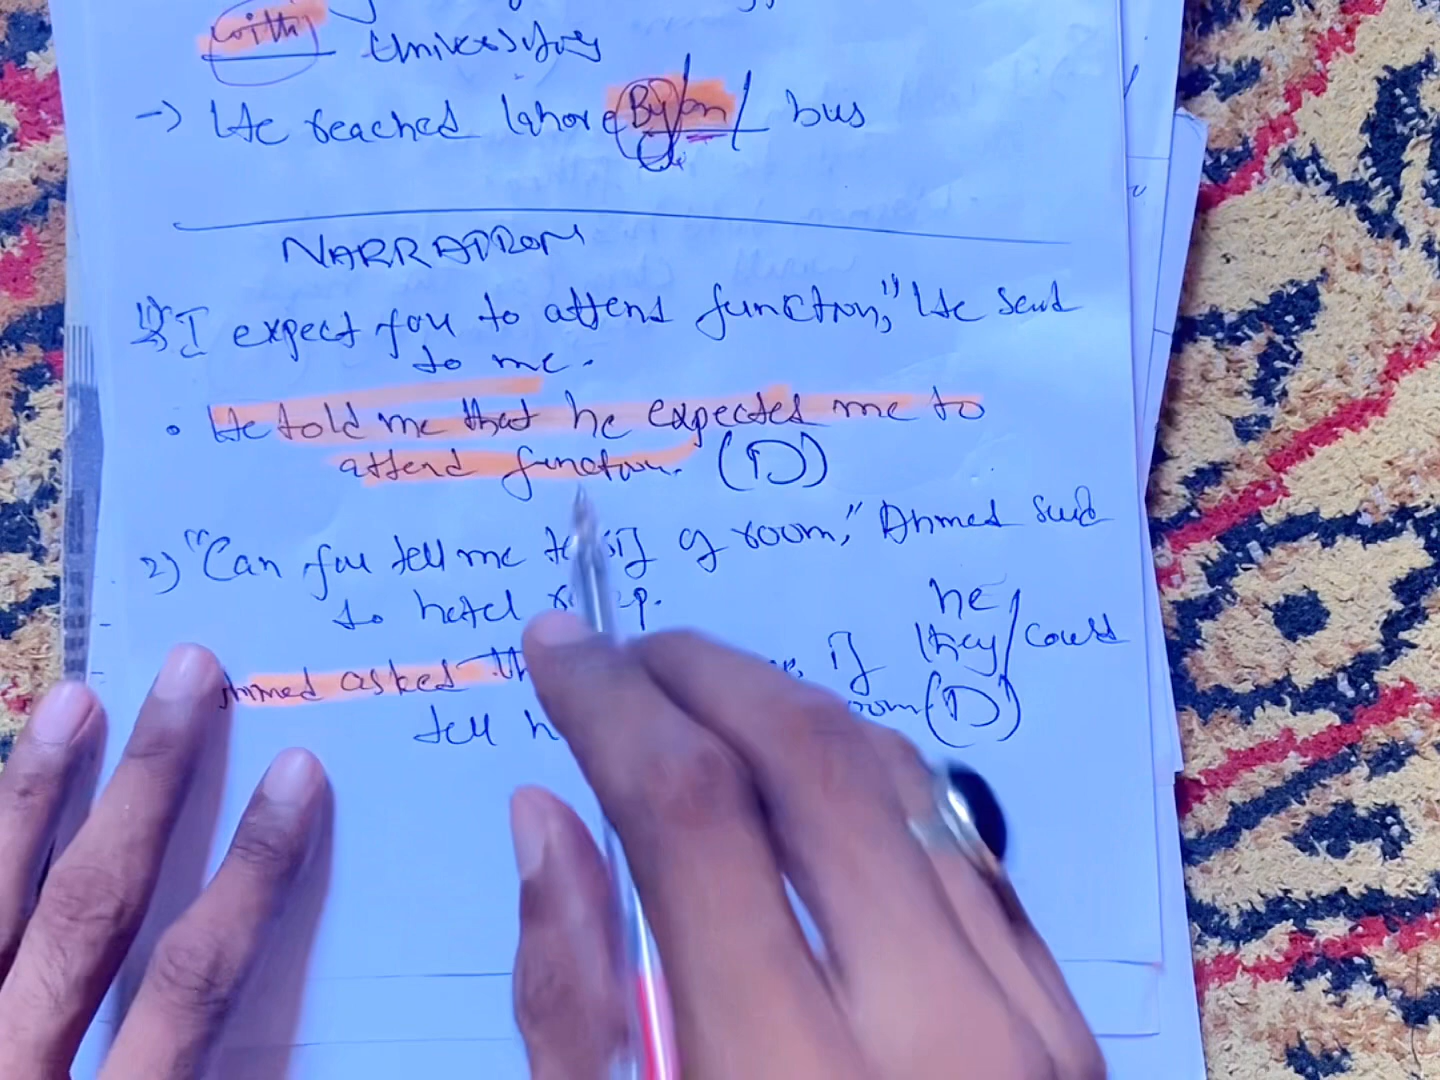 with universities
→ He reached lahore By/on/ bus
NARRATION
1) "I expect you to attend function," He said
to me.
• He told me that he expected me to
attend function. (D)
2) "Can you tell me of room," Ahmed said
to hotel
he
Ahmed asked if they/could
tell room (D)